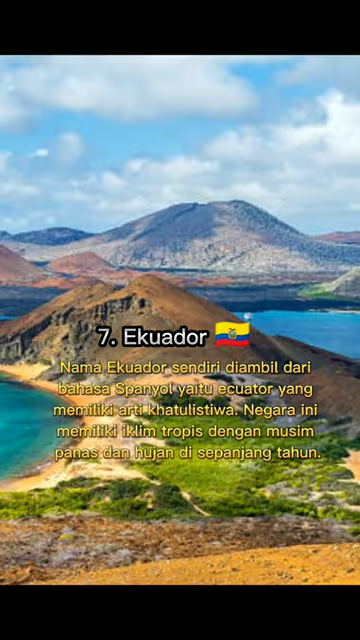 7. Ekuador 🇪🇨
Nama Ekuador sendiri diambil dari
bahasa Spanyol yaitu ecuator yang
memiliki arti khatulistiwa. Negara ini
memiliki iklim tropis dengan musim
panas dan hujan di sepanjang tahun.